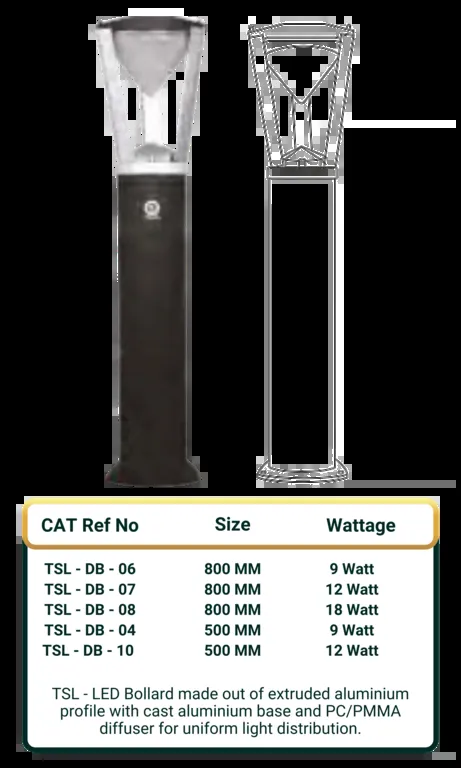 CAT Ref No Size Wattage
TSL - DB - 06 800 MM 9 Watt
TSL - DB - 07 800 MM 12 Watt
TSL - DB - 08 800 MM 18 Watt
TSL - DB - 04 500 MM 9 Watt
TSL - DB - 10 500 MM 12 Watt
TSL - LED Bollard made out of extruded aluminium
profile with cast aluminium base and PC/PMMA
diffuser for uniform light distribution.